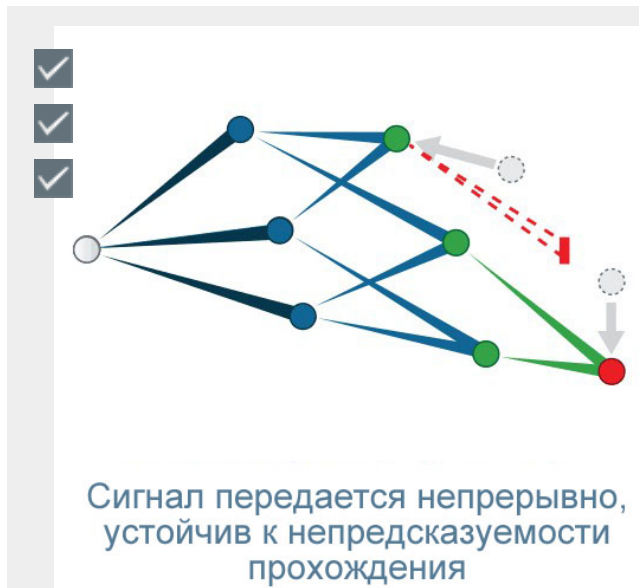 Сигнал передается непрерывно,
устойчив к непредсказуемости
прохождения